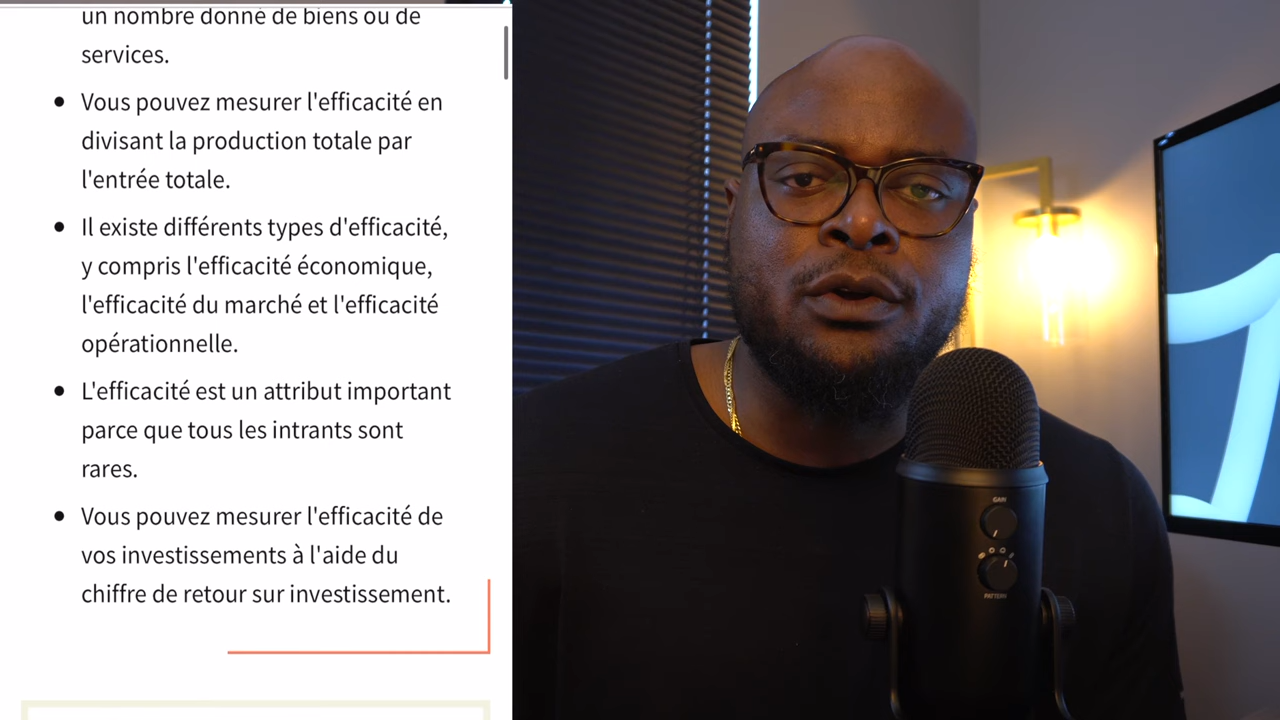 un nombre donné de biens ou de
services.
Vous pouvez mesurer l'efficacité en
divisant la production totale par
l'entrée totale.
Il existe différents types d'efficacité,
y compris l'efficacité économique,
l'efficacité du marché et l'efficacité
opérationnelle.
L'efficacité est un attribut important
parce que tous les intrants sont
rares.
Vous pouvez mesurer l'efficacité de
vos investissements à l'aide du
chiffre de retour sur investissement.
GAIN
PATTERN